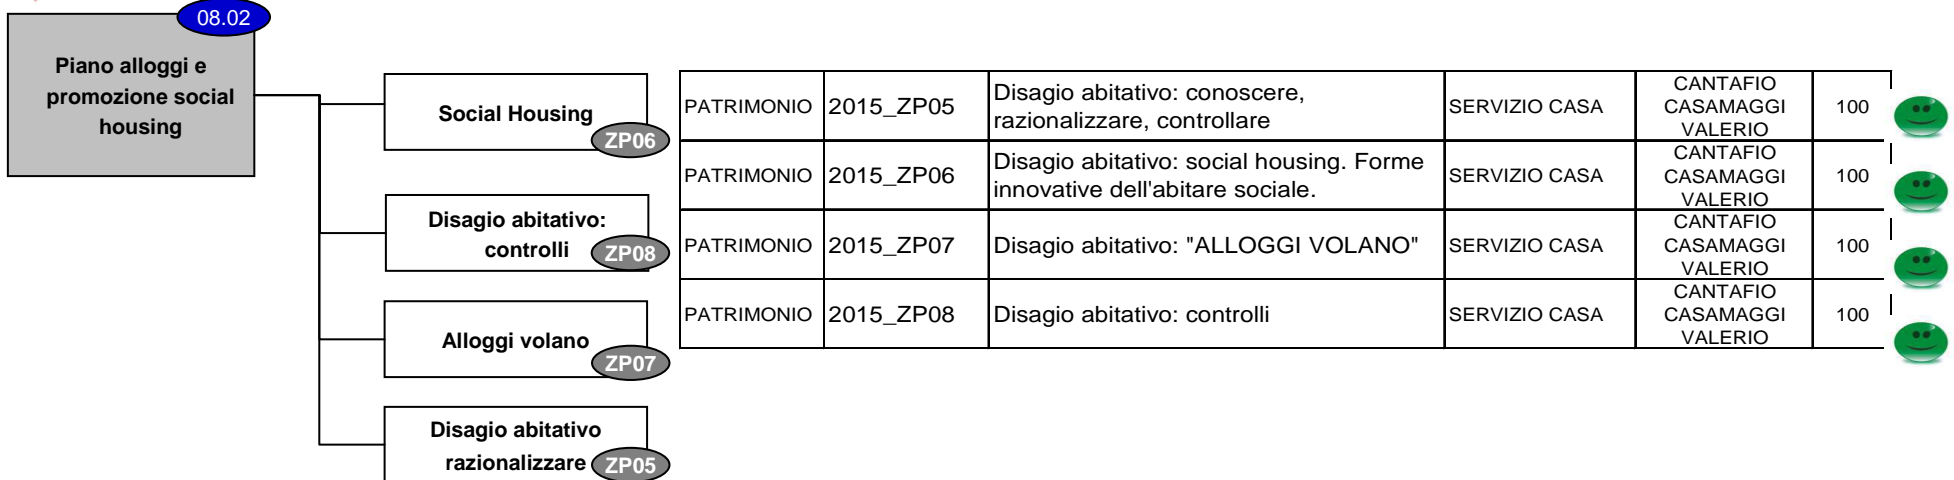 08.02
Piano alloggi e
promozione social
housing
Social Housing
ZP06
Disagio abitativo:
controlli
ZP08
Alloggi volano
ZP07
Disagio abitativo
razionalizzare
ZP05
PATRIMONIO
2015_ZP05
Disagio abitativo: conoscere,
razionalizzare, controllare
SERVIZIO CASA
CANTAFIO
CASAMAGGI
VALERIO
100
PATRIMONIO
2015_ZP06
Disagio abitativo: social housing. Forme
innovative dell'abitare sociale.
SERVIZIO CASA
CANTAFIO
CASAMAGGI
VALERIO
100
PATRIMONIO
2015_ZP07
Disagio abitativo: "ALLOGGI VOLANO"
SERVIZIO CASA
CANTAFIO
CASAMAGGI
VALERIO
100
PATRIMONIO
2015_ZP08
Disagio abitativo: controlli
SERVIZIO CASA
CANTAFIO
CASAMAGGI
VALERIO
100